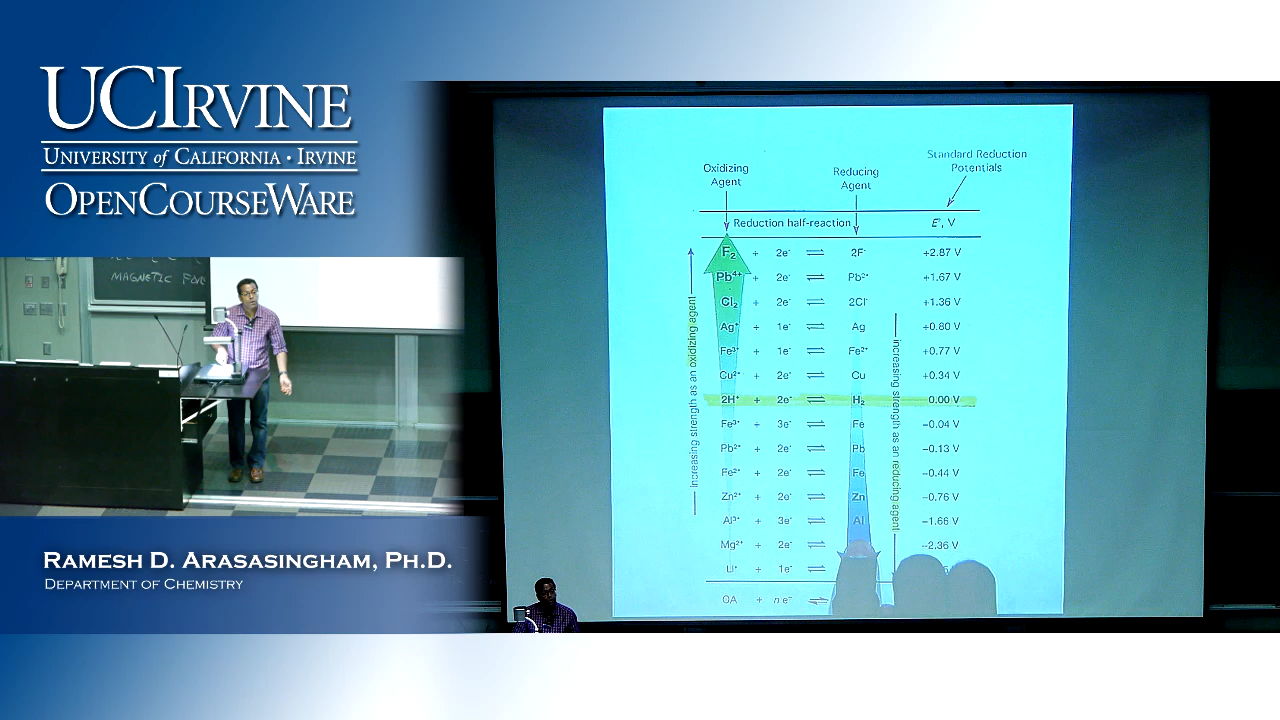 UCIRVINE
UNIVERSITY of CALIFORNIA · IRVINE
OPENCOURSEWARE
MAGNETIC
RAMESH D. ARASASINGHAM, PH.D.
DEPARTMENT OF CHEMISTRY
Oxidizing Agent
Reducing Agent
Standard Reduction Potentials
Reduction half-reaction E°, V
F₂ + 2e⁻ ⇌ 2F⁻ +2.87 V
Pb⁴⁺ + 2e⁻ ⇌ Pb²⁺ +1.67 V
Cl₂ + 2e⁻ ⇌ 2Cl⁻ +1.36 V
Ag⁺ + 1e⁻ ⇌ Ag +0.80 V
Fe³⁺ + 1e⁻ ⇌ Fe²⁺ +0.77 V
Cu²⁺ + 2e⁻ ⇌ Cu +0.34 V
2H⁺ + 2e⁻ ⇌ H₂ 0.00 V
Fe³⁺ + 3e⁻ ⇌ Fe −0.04 V
Pb²⁺ + 2e⁻ ⇌ Pb −0.13 V
Fe²⁺ + 2e⁻ ⇌ Fe −0.44 V
Zn²⁺ + 2e⁻ ⇌ Zn −0.76 V
Al³⁺ + 3e⁻ ⇌ Al −1.66 V
Mg²⁺ + 2e⁻ ⇌ −2.36 V
Li⁺ + 1e⁻ ⇌
OA + n e⁻ ⇌
Increasing strength as an oxidizing agent
Increasing strength as an reducing agent